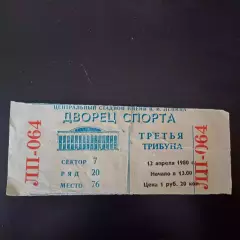 ЦЕНТРАЛЬНЫЙ СТАДИОН ИМЕНИ В. И. ЛЕНИНА
ДВОРЕЦ СПОРТА
ЛП-064
СЕКТОР 7
РЯД 20
МЕСТО 76
ТРЕТЬЯ
ТРИБУНА
12 апреля 1980 г.
Начало в 13.00
Цена 1 руб. 20 коп
ЛП-064